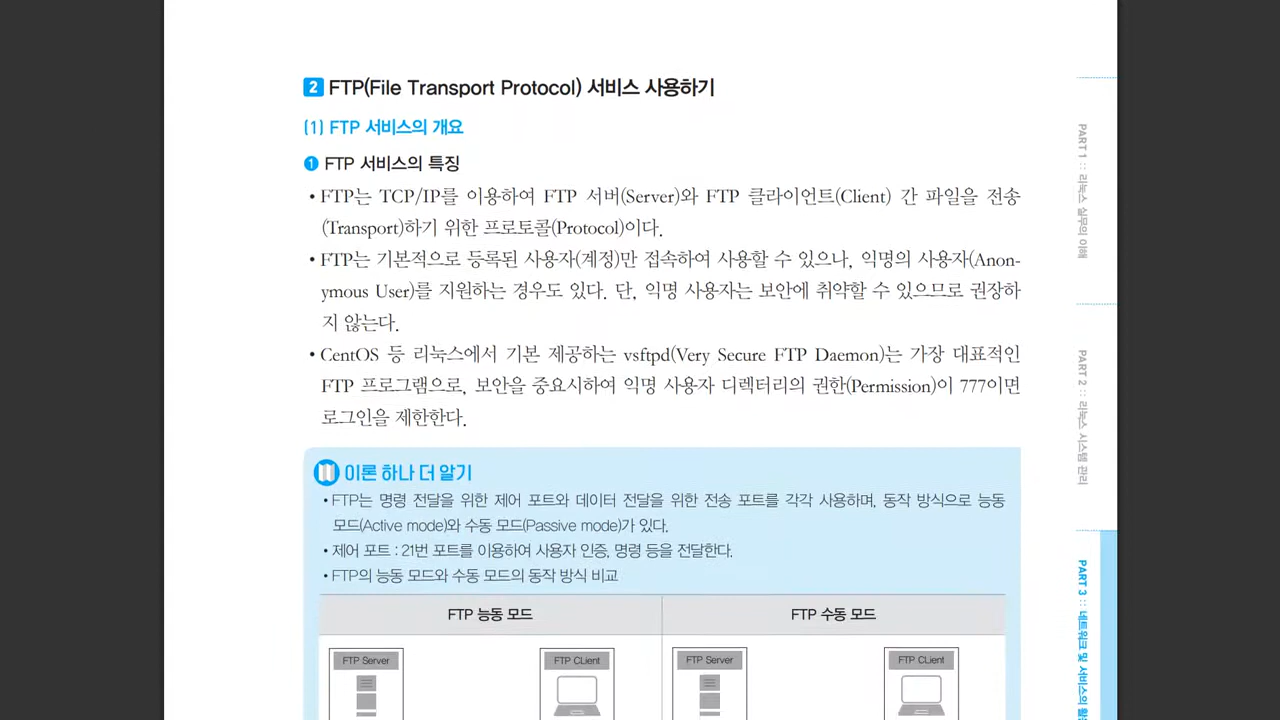 2 FTP(File Transport Protocol) 서비스 사용하기
(1) FTP 서비스의 개요
1 FTP 서비스의 특징
• FTP는 TCP/IP를 이용하여 FTP 서버(Server)와 FTP 클라이언트(Client) 간 파일을 전송
(Transport)하기 위한 프로토콜(Protocol)이다.
• FTP는 기본적으로 등록된 사용자(계정)만 접속하여 사용할 수 있으나, 익명의 사용자(Anon-
ymous User)를 지원하는 경우도 있다. 단, 익명 사용자는 보안에 취약할 수 있으므로 권장하
지 않는다.
• CentOS 등 리눅스에서 기본 제공하는 vsftpd(Very Secure FTP Daemon)는 가장 대표적인
FTP 프로그램으로, 보안을 중요시하여 익명 사용자 디렉터리의 권한(Permission)이 777이면
로그인을 제한한다.
이론 하나 더 알기
• FTP는 명령 전달을 위한 제어 포트와 데이터 전달을 위한 전송 포트를 각각 사용하며, 동작 방식으로 능동
모드(Active mode)와 수동 모드(Passive mode)가 있다.
• 제어 포트 : 21번 포트를 이용하여 사용자 인증, 명령 등을 전달한다.
• FTP의 능동 모드와 수동 모드의 동작 방식 비교
FTP 능동 모드
FTP 수동 모드
FTP Server
FTP CLient
FTP Server
FTP CLient
PART 1 :: 리눅스 실무의 이해
PART 2 :: 리눅스 시스템 관리
PART 3 :: 네트워크 및 서비스의